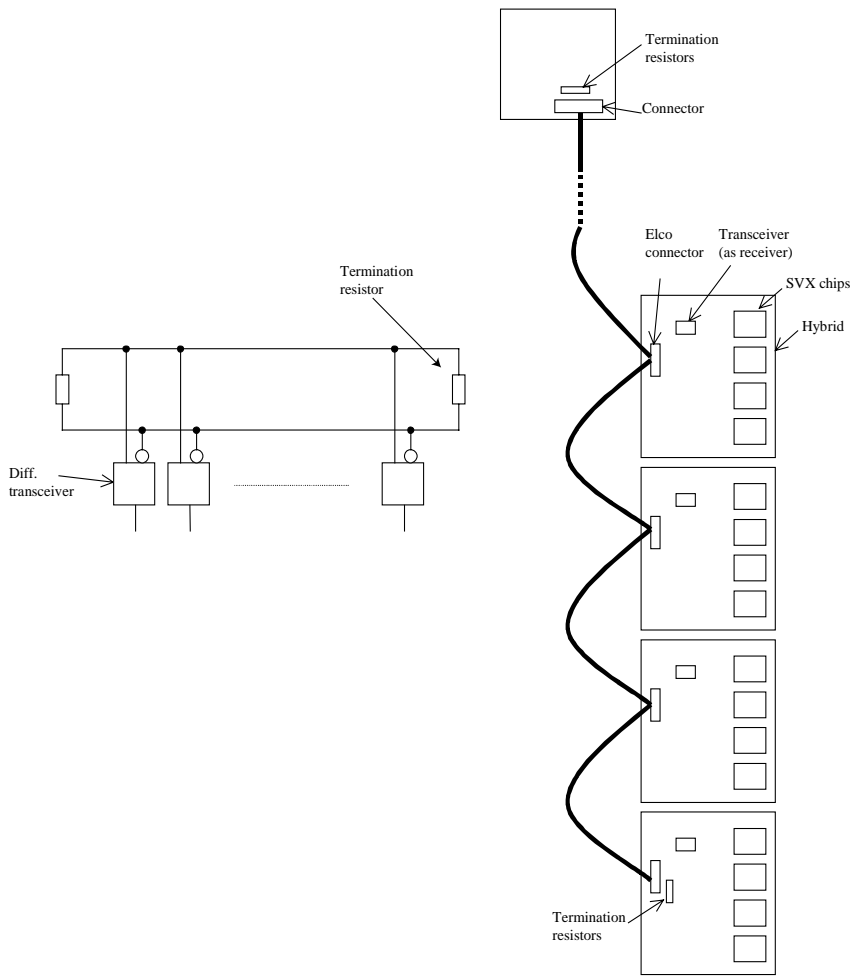 Termination
resistors
Connector
Elco
connector
Transceiver
(as receiver)
SVX chips
Hybrid
Termination
resistor
Diff.
transceiver
Termination
resistors